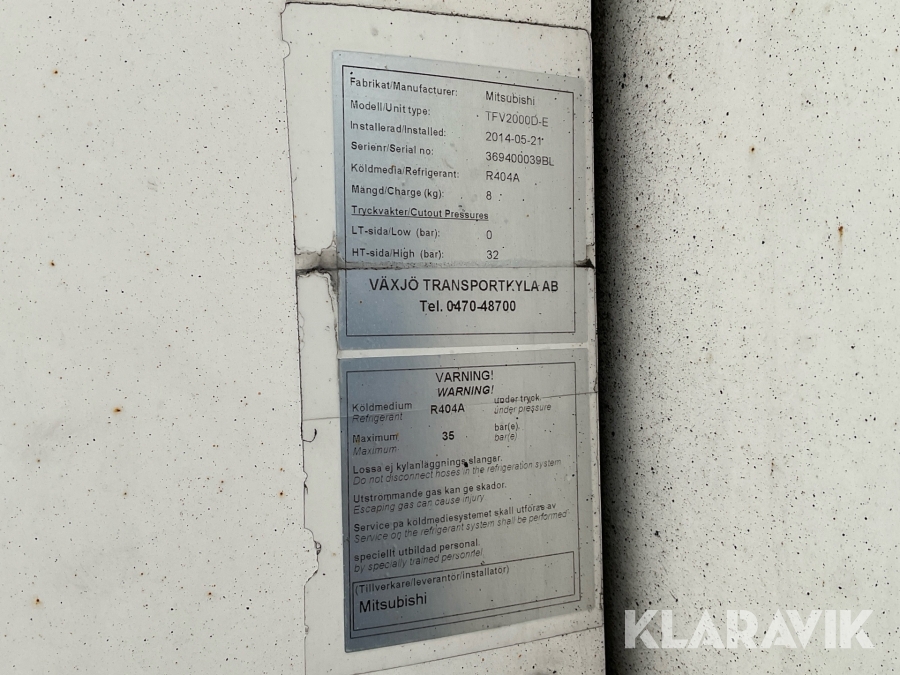 Fabrikat/Manufacturer: Mitsubishi
Modell/Unit type: TFV2000D-E
Installerad/Installed: 2014-05-21
Serienr/Serial no: 369400039BL
Köldmedia/Refrigerant: R404A
Mangd/Charge (kg): 8
Tryckvakter/Cutout Pressures
LT-sida/Low (bar): 0
HT-sida/High (bar): 32
VÄXJÖ TRANSPORTKYLA AB
Tel. 0470-48700
VARNING!
WARNING!
Köldmedium R404A under tryck.
Refrigerant under pressure
Maximum 35 bar(e).
Maximum bar(e)
Lossa ej kylanläggnings slangar.
Do not disconnect hoses in the refrigeration system
Utströmmande gas kan ge skador.
Escaping gas can cause injury
Service på köldmediesystemet skall utföras av
Service on the refrigerant system shall be performed
speciellt utbildad personal.
by specially trained personnel.
(Tillverkare/leverantör/installatör)
Mitsubishi
KLARAVIK